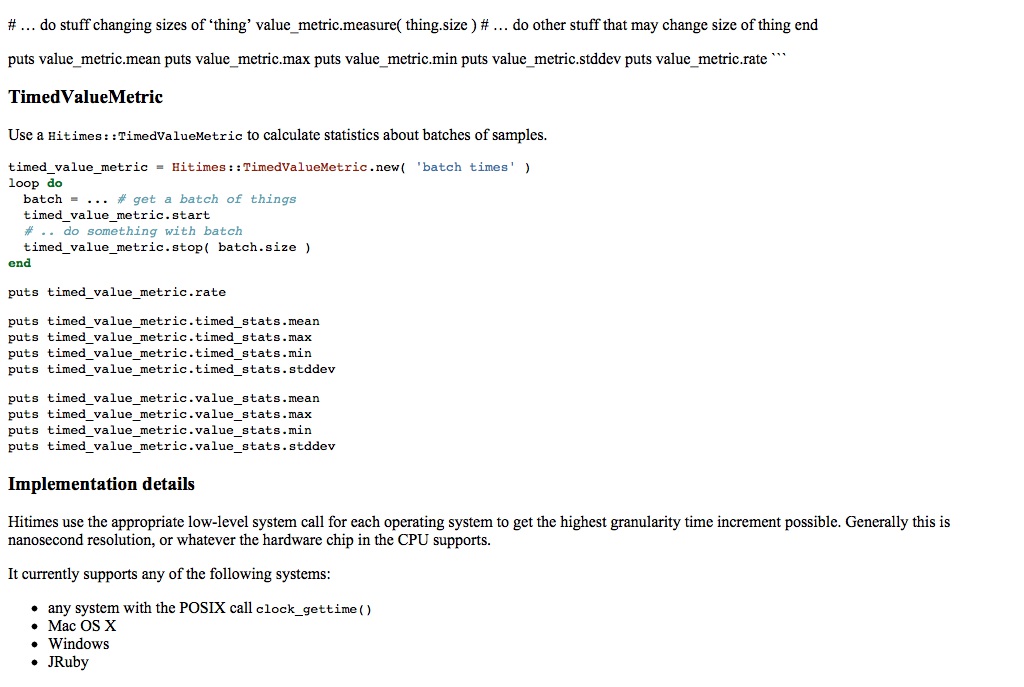 # … do stuff changing sizes of ‘thing’ value_metric.measure( thing.size ) # … do other stuff that may change size of thing end
puts value_metric.mean puts value_metric.max puts value_metric.min puts value_metric.stddev puts value_metric.rate ```
TimedValueMetric
Use a Hitimes::TimedValueMetric to calculate statistics about batches of samples.
timed_value_metric = Hitimes::TimedValueMetric.new( 'batch times' )
loop do
  batch = ... # get a batch of things
  timed_value_metric.start
  # .. do something with batch
  timed_value_metric.stop( batch.size )
end
puts timed_value_metric.rate
puts timed_value_metric.timed_stats.mean
puts timed_value_metric.timed_stats.max
puts timed_value_metric.timed_stats.min
puts timed_value_metric.timed_stats.stddev
puts timed_value_metric.value_stats.mean
puts timed_value_metric.value_stats.max
puts timed_value_metric.value_stats.min
puts timed_value_metric.value_stats.stddev
Implementation details
Hitimes use the appropriate low-level system call for each operating system to get the highest granularity time increment possible. Generally this is
nanosecond resolution, or whatever the hardware chip in the CPU supports.
It currently supports any of the following systems:
• any system with the POSIX call clock_gettime()
• Mac OS X
• Windows
• JRuby